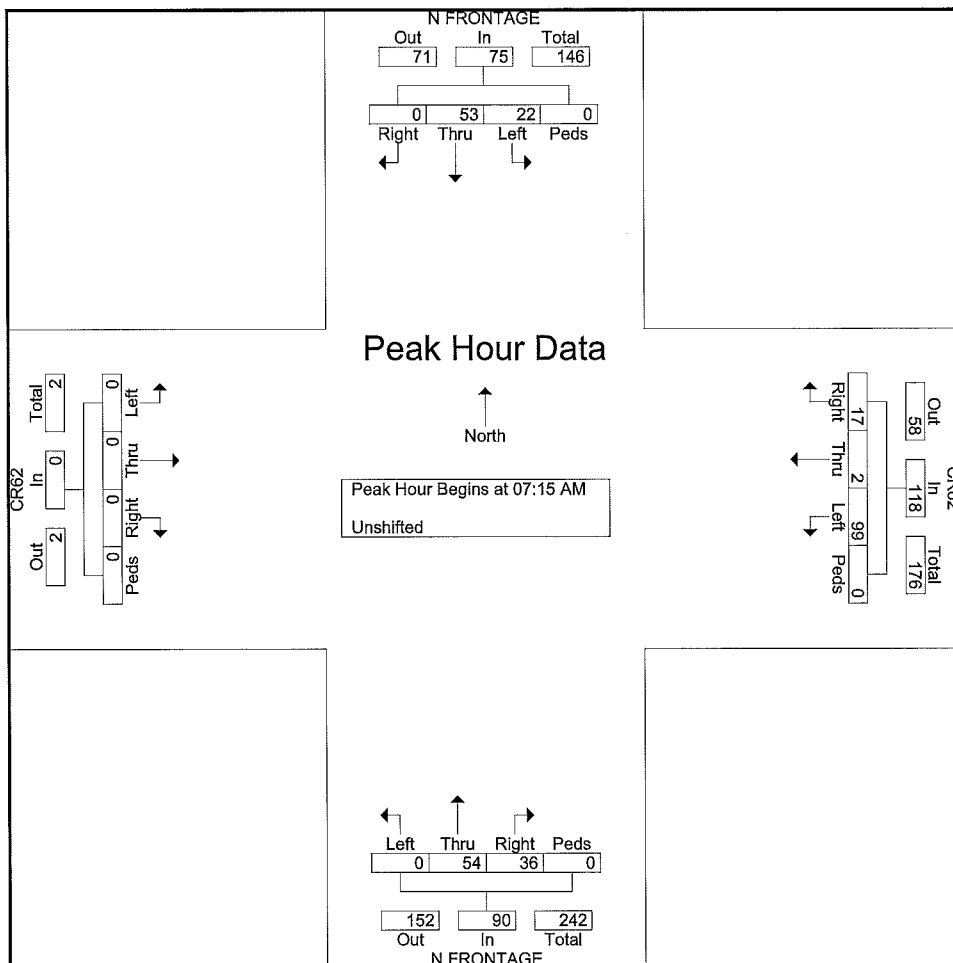 N FRONTAGE
Out In Total
71 75 146
0 53 22 0
Right Thru Left Peds
Peak Hour Data
North
Peak Hour Begins at 07:15 AM
Unshifted
CR62
Total In Out
2 0 2
0 0 0 0
Left Thru Right Peds
Right Thru Left Peds
17 2 99 0
Out In Total
58 118 176
CR62
Left Thru Right Peds
0 54 36 0
152 90 242
Out In Total
N FRONTAGE